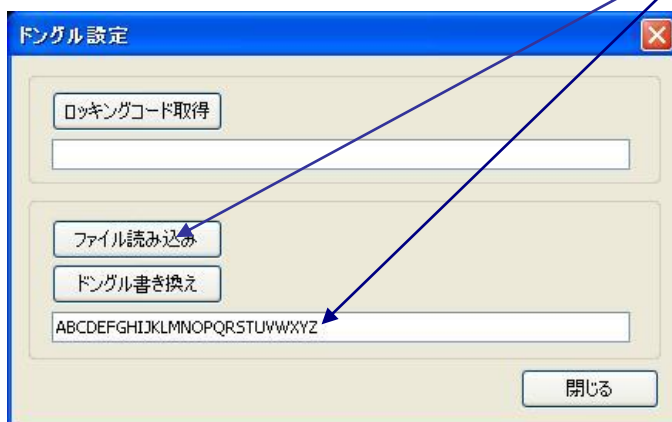 ドングル設定
ロッキングコード取得
ファイル読み込み
ドングル書き換え
ABCDEFGHIJKLMNOPQRSTUVWXYZ
閉じる